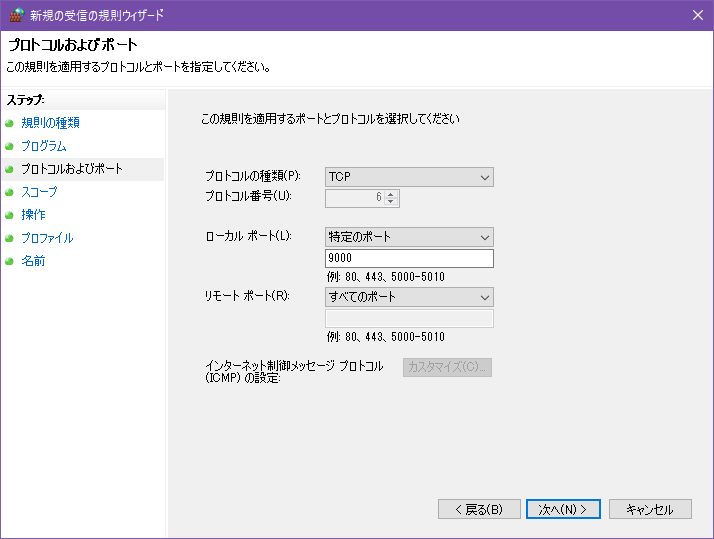 新規の受信の規則ウィザード
プロトコルおよびポート
この規則を適用するプロトコルとポートを指定してください。
ステップ:
規則の種類
プログラム
プロトコルおよびポート
スコープ
操作
プロファイル
名前
この規則を適用するポートとプロトコルを選択してください
プロトコルの種類(P): TCP
プロトコル番号(U): 6
ローカル ポート(L): 特定のポート
9000
例: 80、443、5000-5010
リモート ポート(R): すべてのポート
例: 80、443、5000-5010
インターネット制御メッセージ プロトコル カスタマイズ(C)...
(ICMP) の設定:
< 戻る(B) 次へ(N) > キャンセル